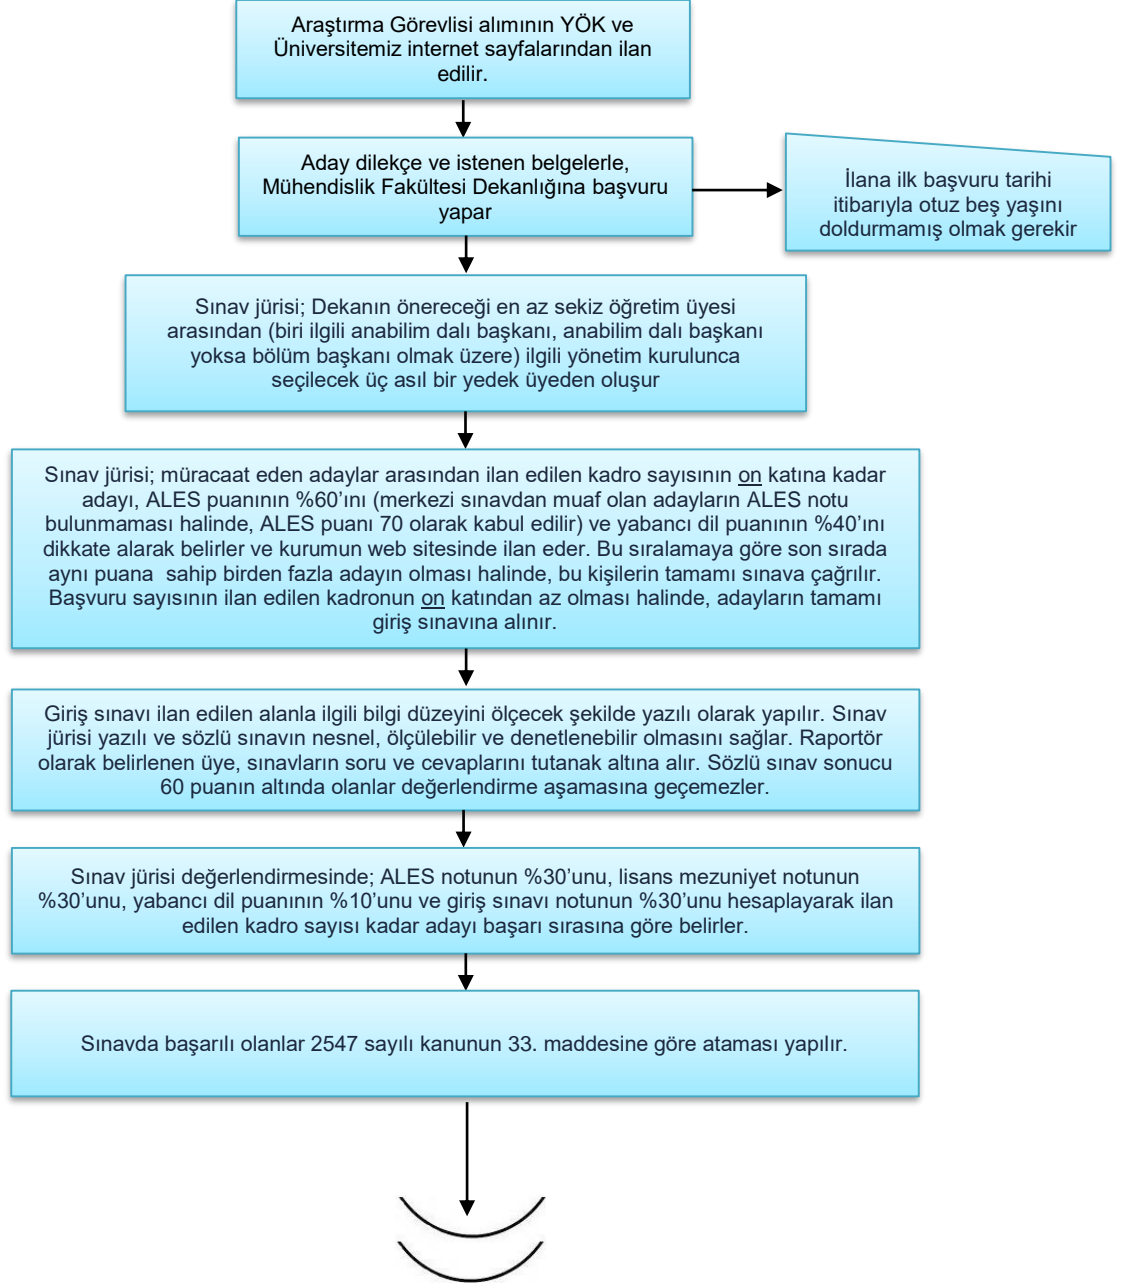 Araştırma Görevlisi alımının YÖK ve
Üniversitemiz internet sayfalarından ilan
edilir.
Aday dilekçe ve istenen belgelerle,
Mühendislik Fakültesi Dekanlığına başvuru
yapar
İlana ilk başvuru tarihi
itibarıyla otuz beş yaşını
doldurmamış olmak gerekir
Sınav jürisi; Dekanın önereceği en az sekiz öğretim üyesi
arasından (biri ilgili anabilim dalı başkanı, anabilim dalı başkanı
yoksa bölüm başkanı olmak üzere) ilgili yönetim kurulunca
seçilecek üç asıl bir yedek üyeden oluşur
Sınav jürisi; müracaat eden adaylar arasından ilan edilen kadro sayısının on katına kadar
adayı, ALES puanının %60’ını (merkezi sınavdan muaf olan adayların ALES notu
bulunmaması halinde, ALES puanı 70 olarak kabul edilir) ve yabancı dil puanının %40’ını
dikkate alarak belirler ve kurumun web sitesinde ilan eder. Bu sıralamaya göre son sırada
aynı puana  sahip birden fazla adayın olması halinde, bu kişilerin tamamı sınava çağrılır.
Başvuru sayısının ilan edilen kadronun on katından az olması halinde, adayların tamamı
giriş sınavına alınır.
Giriş sınavı ilan edilen alanla ilgili bilgi düzeyini ölçecek şekilde yazılı olarak yapılır. Sınav
jürisi yazılı ve sözlü sınavın nesnel, ölçülebilir ve denetlenebilir olmasını sağlar. Raportör
olarak belirlenen üye, sınavların soru ve cevaplarını tutanak altına alır. Sözlü sınav sonucu
60 puanın altında olanlar değerlendirme aşamasına geçemezler.
Sınav jürisi değerlendirmesinde; ALES notunun %30’unu, lisans mezuniyet notunun
%30’unu, yabancı dil puanının %10’unu ve giriş sınavı notunun %30’unu hesaplayarak ilan
edilen kadro sayısı kadar adayı başarı sırasına göre belirler.
Sınavda başarılı olanlar 2547 sayılı kanunun 33. maddesine göre ataması yapılır.